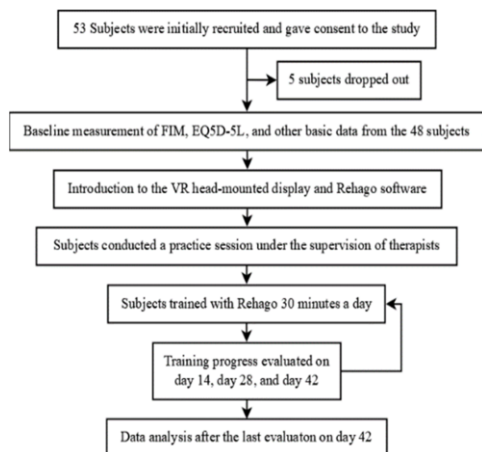 53 Subjects were initially recruited and gave consent to the study
5 subjects dropped out
Baseline measurement of FIM, EQ5D-5L, and other basic data from the 48 subjects
Introduction to the VR head-mounted display and Rehago software
Subjects conducted a practice session under the supervision of therapists
Subjects trained with Rehago 30 minutes a day
Training progress evaluated on
day 14, day 28, and day 42
Data analysis after the last evaluaton on day 42